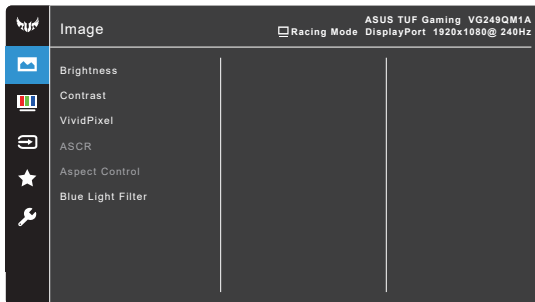 Image
ASUS TUF Gaming VG249QM1A
Racing Mode DisplayPort 1920x1080@ 240Hz
Brightness
Contrast
VividPixel
ASCR
Aspect Control
Blue Light Filter